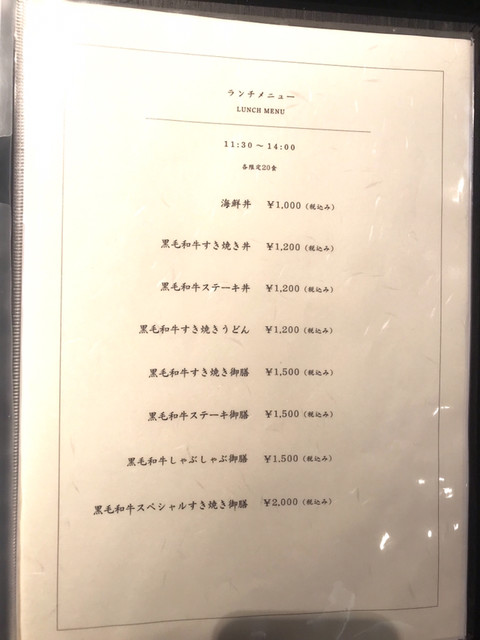 ランチメニュー
LUNCH MENU
11:30～14:00
各限定20食
海鮮丼 ￥1,000（税込み）
黒毛和牛すき焼き丼 ￥1,200（税込み）
黒毛和牛ステーキ丼 ￥1,200（税込み）
黒毛和牛すき焼きうどん ￥1,200（税込み）
黒毛和牛すき焼き御膳 ￥1,500（税込み）
黒毛和牛ステーキ御膳 ￥1,500（税込み）
黒毛和牛しゃぶしゃぶ御膳 ￥1.500（税込み）
黒毛和牛スペシャルすき焼き御膳 ￥2,000（税込み）